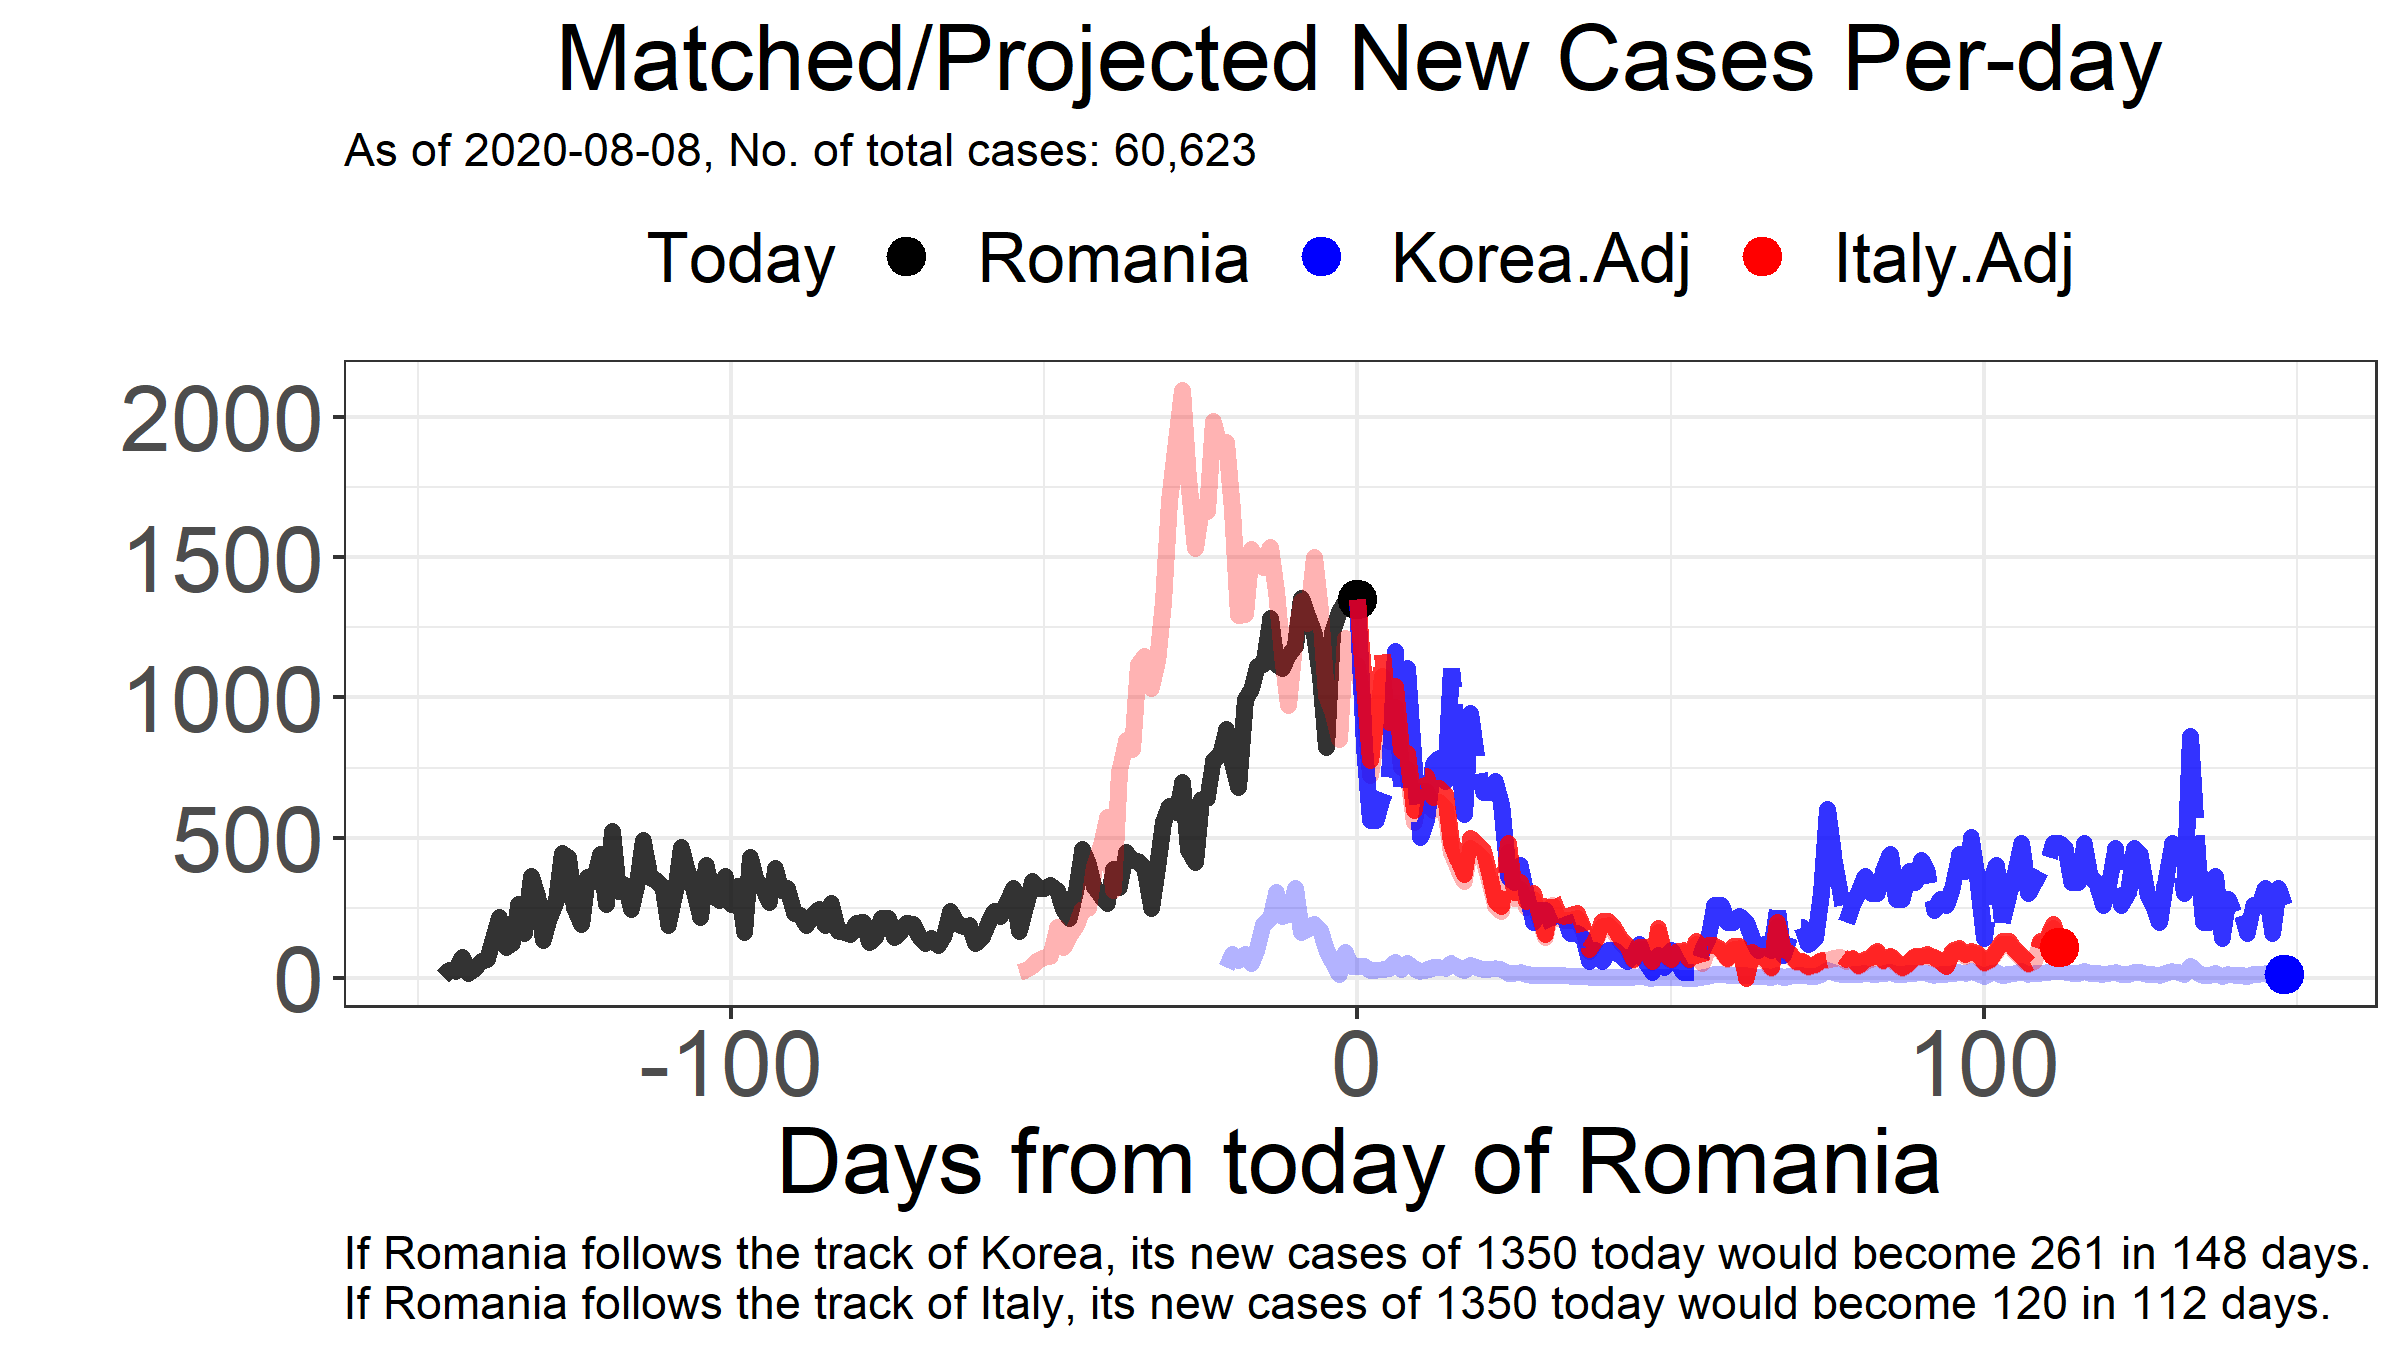 Matched/Projected New Cases Per-day
As of 2020-08-08, No. of total cases: 60,623
Today Romania Korea.Adj Italy.Adj
2000
1500
1000
500
0
-100 0 100
Days from today of Romania
If Romania follows the track of Korea, its new cases of 1350 today would become 261 in 148 days.
If Romania follows the track of Italy, its new cases of 1350 today would become 120 in 112 days.